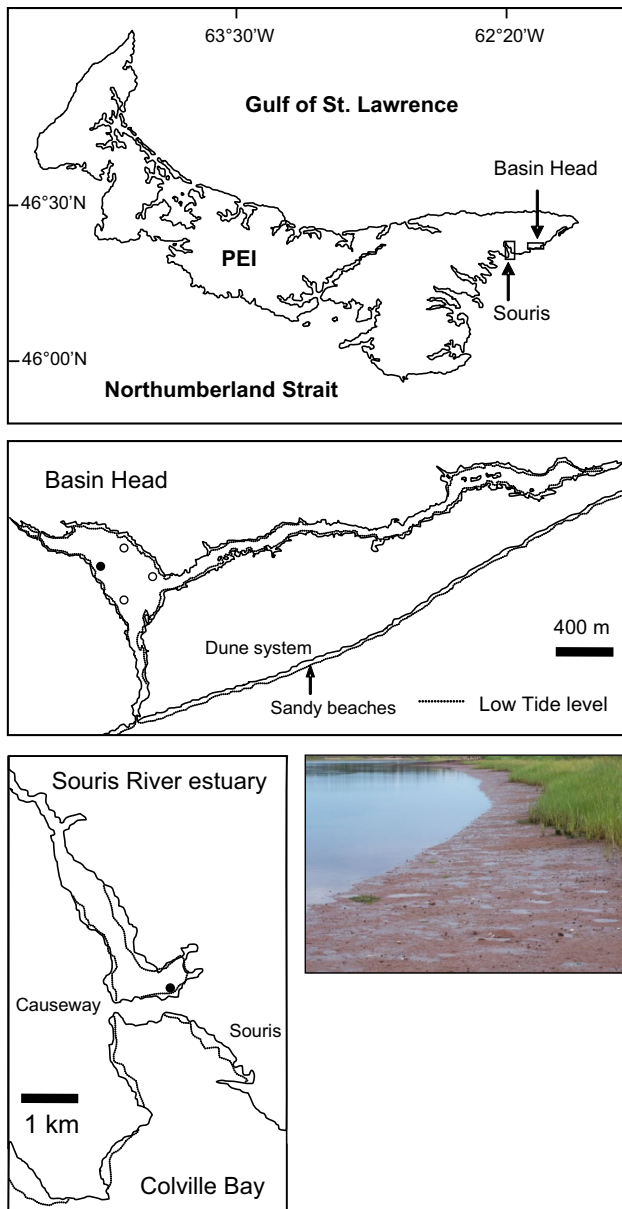 63°30'W
62°20'W
Gulf of St. Lawrence
Basin Head
46°30'N
PEI
Souris
46°00'N
Northumberland Strait
Basin Head
Dune system
400 m
Sandy beaches
Low Tide level
Souris River estuary
Causeway
Souris
1 km
Colville Bay